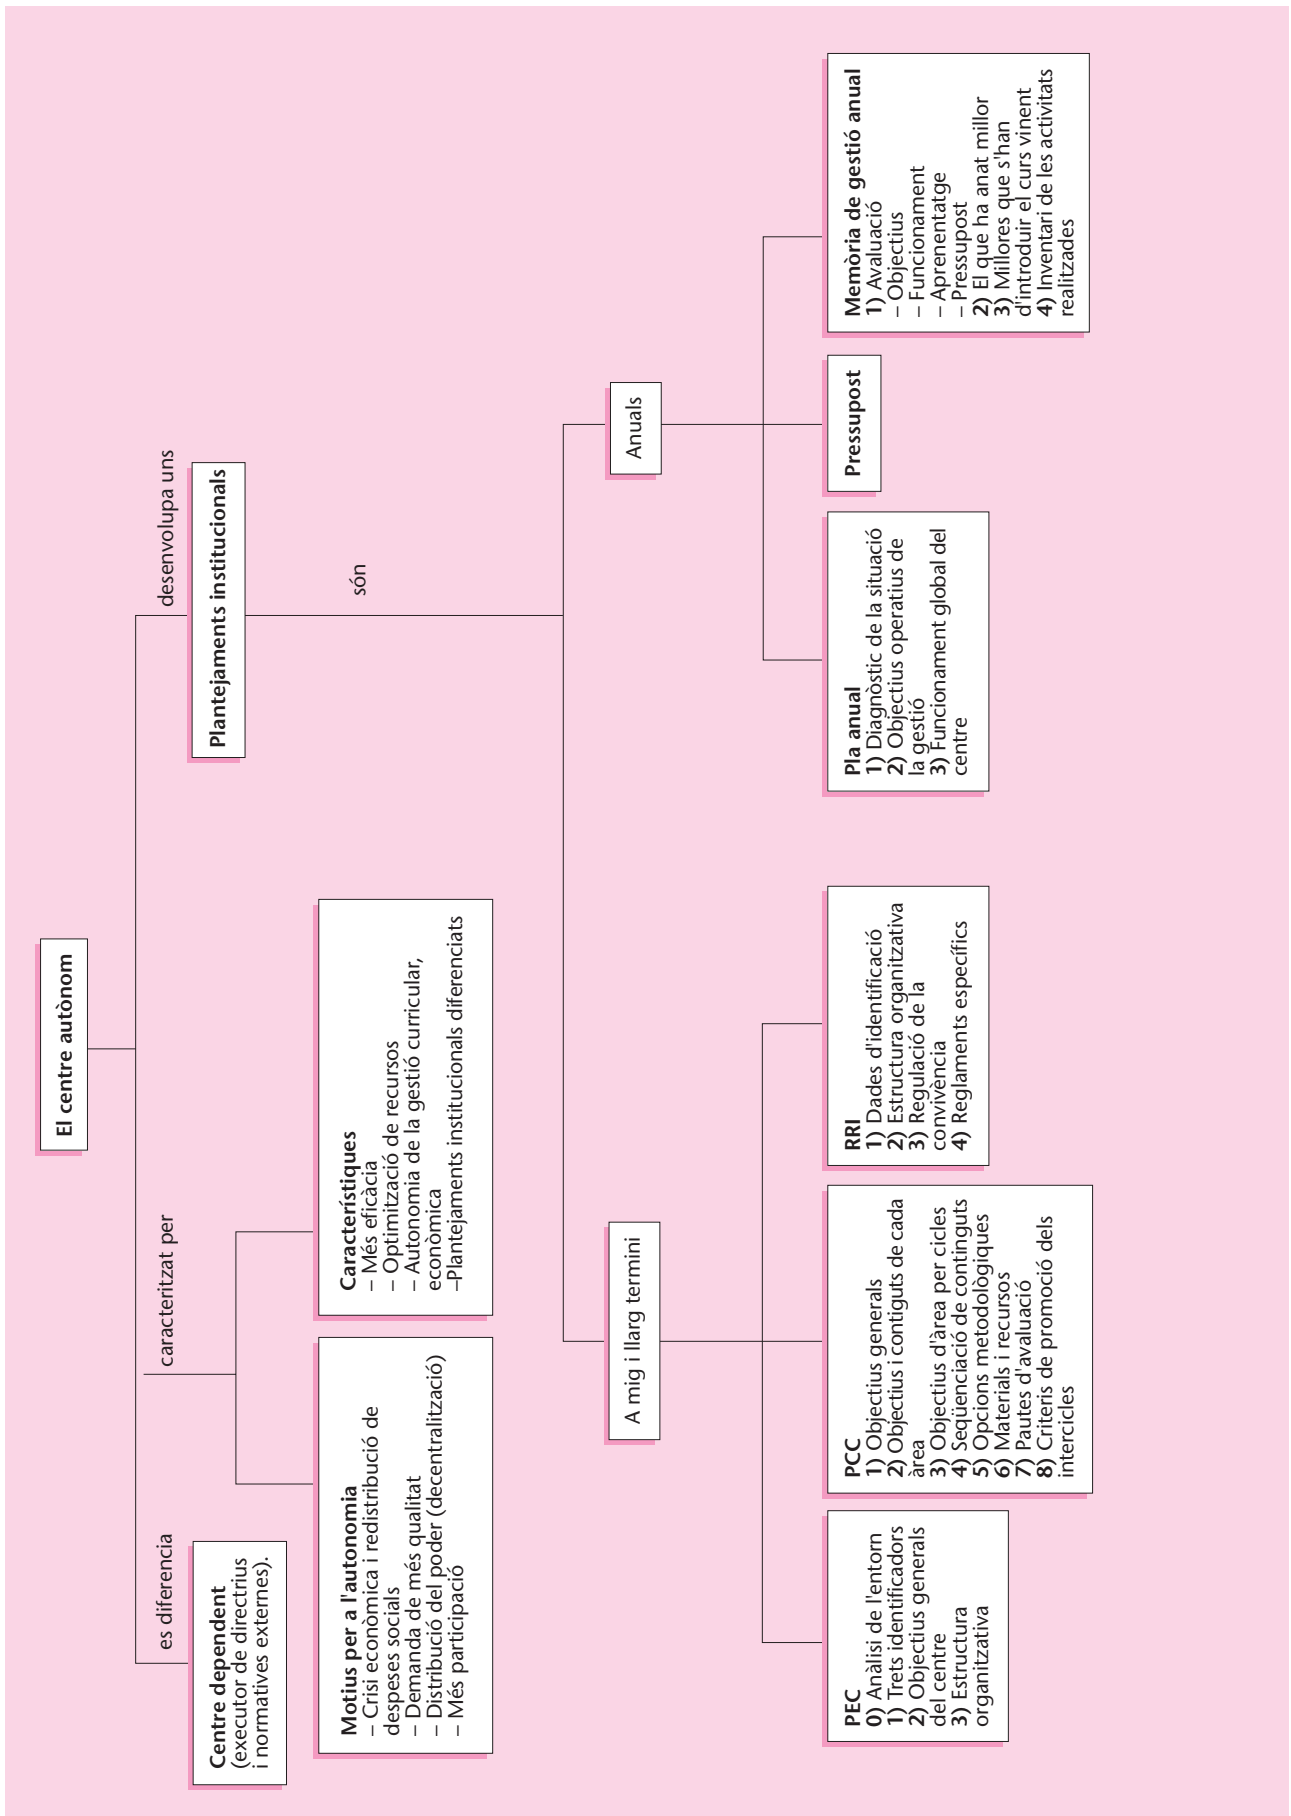 El centre autònom
es diferencia
caracteritzat per
desenvolupa uns
Centre dependent
(executor de directrius
i normatives externes).
Plantejaments institucionals
Motius per a l'autonomia
– Crisi econòmica i redistribució de
despeses socials
– Demanda de més qualitat
– Distribució del poder (decentralització)
– Més participació
Característiques
– Més eficàcia
– Optimització de recursos
– Autonomia de la gestió curricular,
econòmica
–Plantejaments institucionals diferenciats
són
A mig i llarg termini
Anuals
PEC
0) Anàlisi de l'entorn
1) Trets identificadors
2) Objectius generals
del centre
3) Estructura
organitzativa
PCC
1) Objectius generals
2) Objectius i contiguts de cada
àrea
3) Objectius d'àrea per cicles
4) Seqüenciació de continguts
5) Opcions metodològiques
6) Materials i recursos
7) Pautes d'avaluació
8) Criteris de promoció dels
intercicles
RRI
1) Dades d'identificació
2) Estructura organitzativa
3) Regulació de la
convivència
4) Reglaments específics
Pla anual
1) Diagnòstic de la situació
2) Objectius operatius de
la gestió
3) Funcionament global del
centre
Pressupost
Memòria de gestió anual
1) Avaluació
– Objectius
– Funcionament
– Aprenentatge
– Pressupost
2) El que ha anat millor
3) Millores que s'han
d'introduir el curs vinent
4) Inventari de les activitats
realitzades